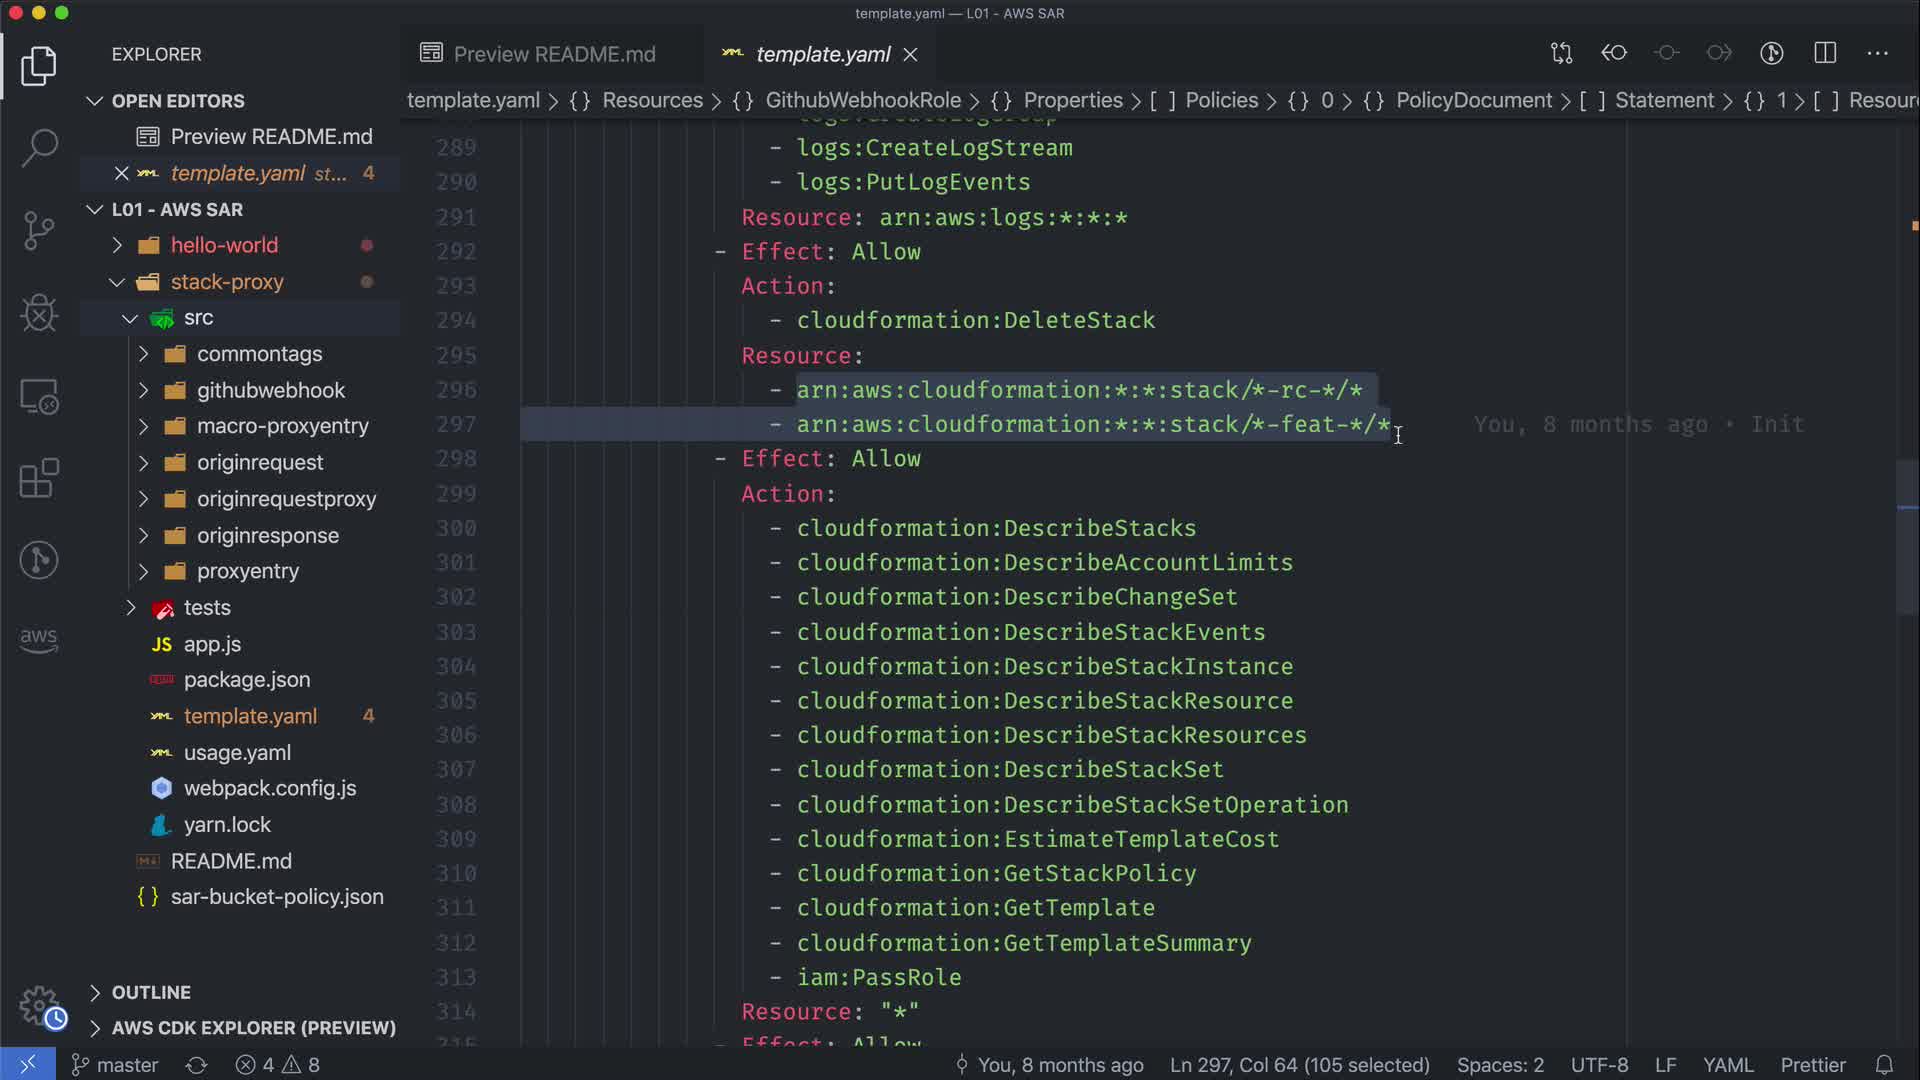 template.yaml — L01 - AWS SAR
EXPLORER
OPEN EDITORS
Preview README.md
template.yaml st... 4
L01 - AWS SAR
hello-world
stack-proxy
src
commontags
githubwebhook
macro-proxyentry
originrequest
originrequestproxy
originresponse
proxyentry
tests
JS app.js
package.json
template.yaml 4
usage.yaml
webpack.config.js
yarn.lock
README.md
{ } sar-bucket-policy.json
OUTLINE
AWS CDK EXPLORER (PREVIEW)
aws
Preview README.md
template.yaml
template.yaml > {} Resources > {} GithubWebhookRole > {} Properties > [ ] Policies > {} 0 > {} PolicyDocument > [ ] Statement > {} 1 > [ ] Resour
logs:CreateLogGroup
289 - logs:CreateLogStream
290 - logs:PutLogEvents
291 Resource: arn:aws:logs:*:*:*
292 - Effect: Allow
293 Action:
294 - cloudformation:DeleteStack
295 Resource:
296 - arn:aws:cloudformation:*:*:stack/*-rc-*/*
297 - arn:aws:cloudformation:*:*:stack/*-feat-*/* You, 8 months ago • Init
298 - Effect: Allow
299 Action:
300 - cloudformation:DescribeStacks
301 - cloudformation:DescribeAccountLimits
302 - cloudformation:DescribeChangeSet
303 - cloudformation:DescribeStackEvents
304 - cloudformation:DescribeStackInstance
305 - cloudformation:DescribeStackResource
306 - cloudformation:DescribeStackResources
307 - cloudformation:DescribeStackSet
308 - cloudformation:DescribeStackSetOperation
309 - cloudformation:EstimateTemplateCost
310 - cloudformation:GetStackPolicy
311 - cloudformation:GetTemplate
312 - cloudformation:GetTemplateSummary
313 - iam:PassRole
314 Resource: "*"
315 - Effect: Allow
master 4 8 You, 8 months ago Ln 297, Col 64 (105 selected) Spaces: 2 UTF-8 LF YAML Prettier